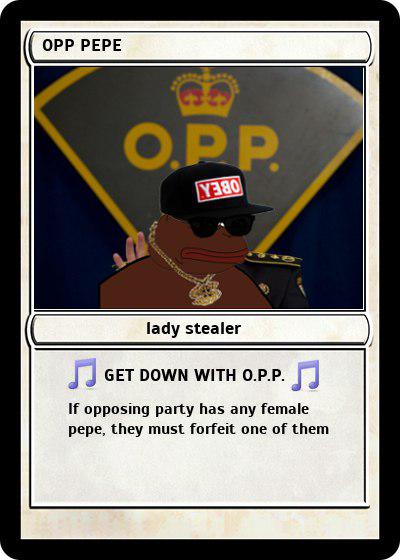 OPP PEPE
O.P.P.
OBEY
lady stealer
GET DOWN WITH O.P.P.
If opposing party has any female
pepe, they must forfeit one of them